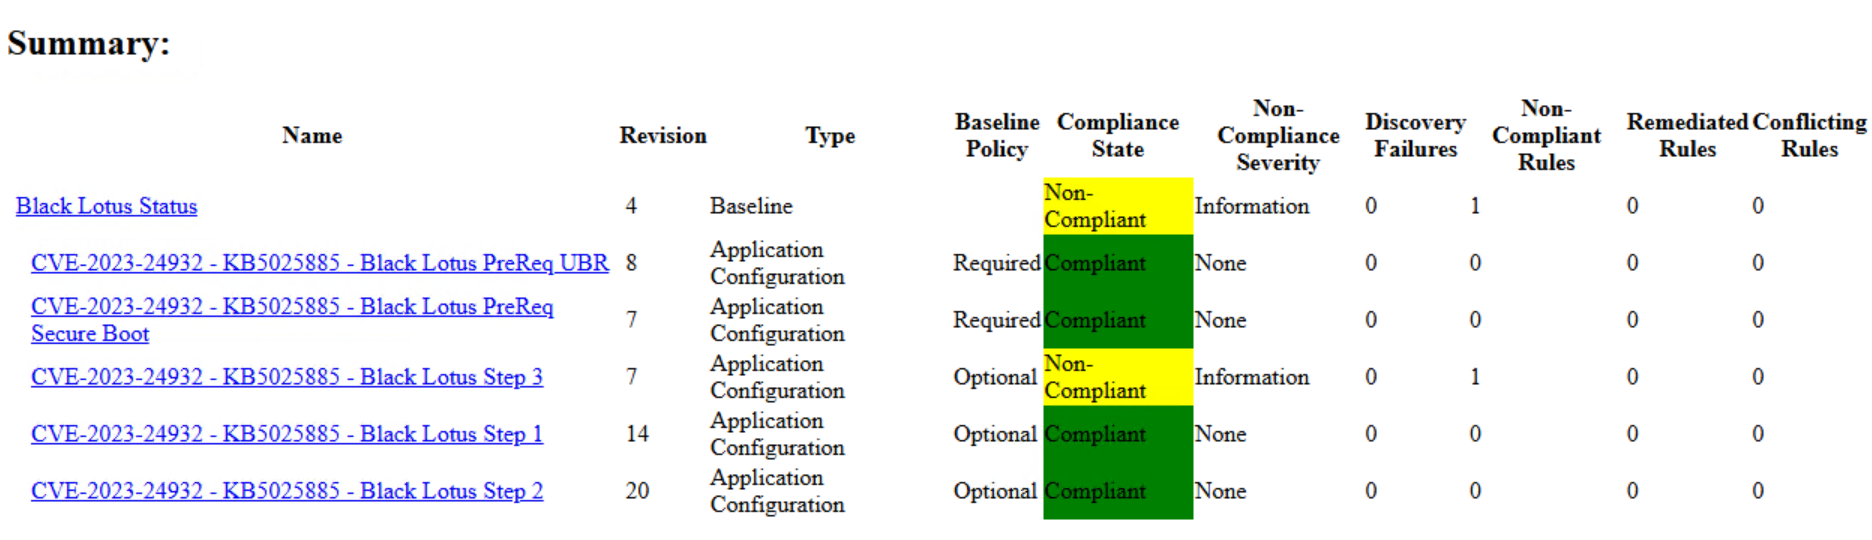 Summary:
Name Revision Type Baseline Policy Compliance State Non-Compliance Severity Discovery Failures Non-Compliant Rules Remediated Rules Conflicting Rules
Black Lotus Status 4 Baseline Non-Compliant Information 0 1 0 0
CVE-2023-24932 - KB5025885 - Black Lotus PreReq UBR 8 Application Configuration Required Compliant None 0 0 0 0
CVE-2023-24932 - KB5025885 - Black Lotus PreReq Secure Boot 7 Application Configuration Required Compliant None 0 0 0 0
CVE-2023-24932 - KB5025885 - Black Lotus Step 3 7 Application Configuration Optional Non-Compliant Information 0 1 0 0
CVE-2023-24932 - KB5025885 - Black Lotus Step 1 14 Application Configuration Optional Compliant None 0 0 0 0
CVE-2023-24932 - KB5025885 - Black Lotus Step 2 20 Application Configuration Optional Compliant None 0 0 0 0